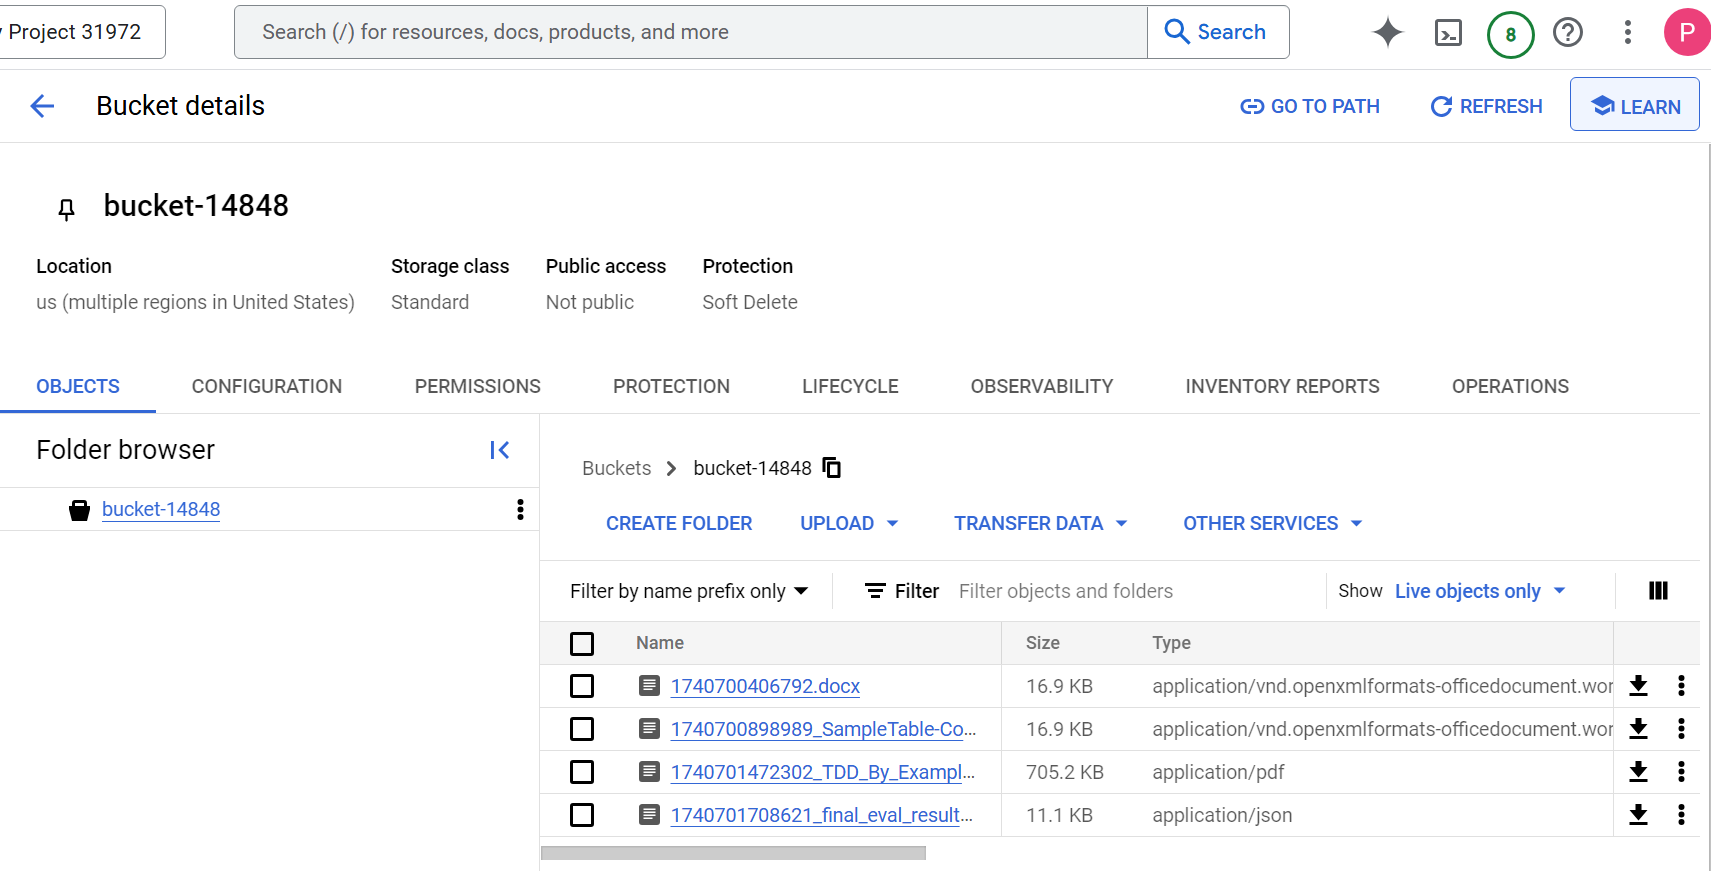 Project 31972
Search (/) for resources, docs, products, and more
Search
8
P
Bucket details
GO TO PATH
REFRESH
LEARN
bucket-14848
Location
Storage class
Public access
Protection
us (multiple regions in United States)
Standard
Not public
Soft Delete
OBJECTS
CONFIGURATION
PERMISSIONS
PROTECTION
LIFECYCLE
OBSERVABILITY
INVENTORY REPORTS
OPERATIONS
Folder browser
bucket-14848
Buckets
bucket-14848
CREATE FOLDER
UPLOAD
TRANSFER DATA
OTHER SERVICES
Filter by name prefix only
Filter
Filter objects and folders
Show
Live objects only
Name
Size
Type
1740700406792.docx
16.9 KB
application/vnd.openxmlformats-officedocument.wor
1740700898989_SampleTable-Co...
16.9 KB
application/vnd.openxmlformats-officedocument.wor
1740701472302_TDD_By_Exampl...
705.2 KB
application/pdf
1740701708621_final_eval_result...
11.1 KB
application/json